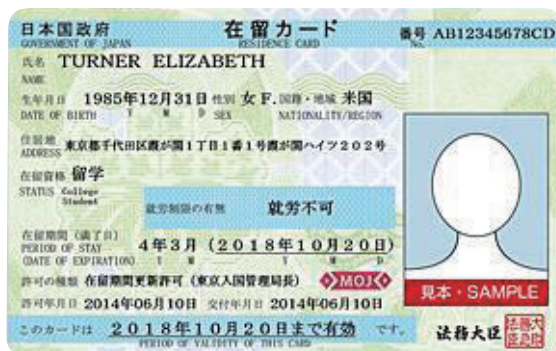 日本国政府 在留カード 番号 AB12345678CD
GOVERNMENT OF JAPAN RESIDENCE CARD No.
氏名 TURNER ELIZABETH
NAME
生年月日 1985年12月31日 性別 女 F. 国籍・地域 米国
DATE OF BIRTH Y M D SEX NATIONALITY/REGION
住居地 東京都千代田区霞が関1丁目1番1号霞が関ハイツ202号
ADDRESS
在留資格 留学
STATUS College
Student
就労制限の有無 就労不可
在留期間（満了日）
PERIOD OF STAY 4年3月（2018年10月20日）
(DATE OF EXPIRATION) Y M Y M D
許可の種類 在留期間更新許可（東京入国管理局長） MOJ
見本・SAMPLE
許可年月日 2014年06月10日 交付年月日 2014年06月10日
このカードは 2018年10月20日まで有効 です。 法務大臣
PERIOD OF VALIDITY OF THIS CARD